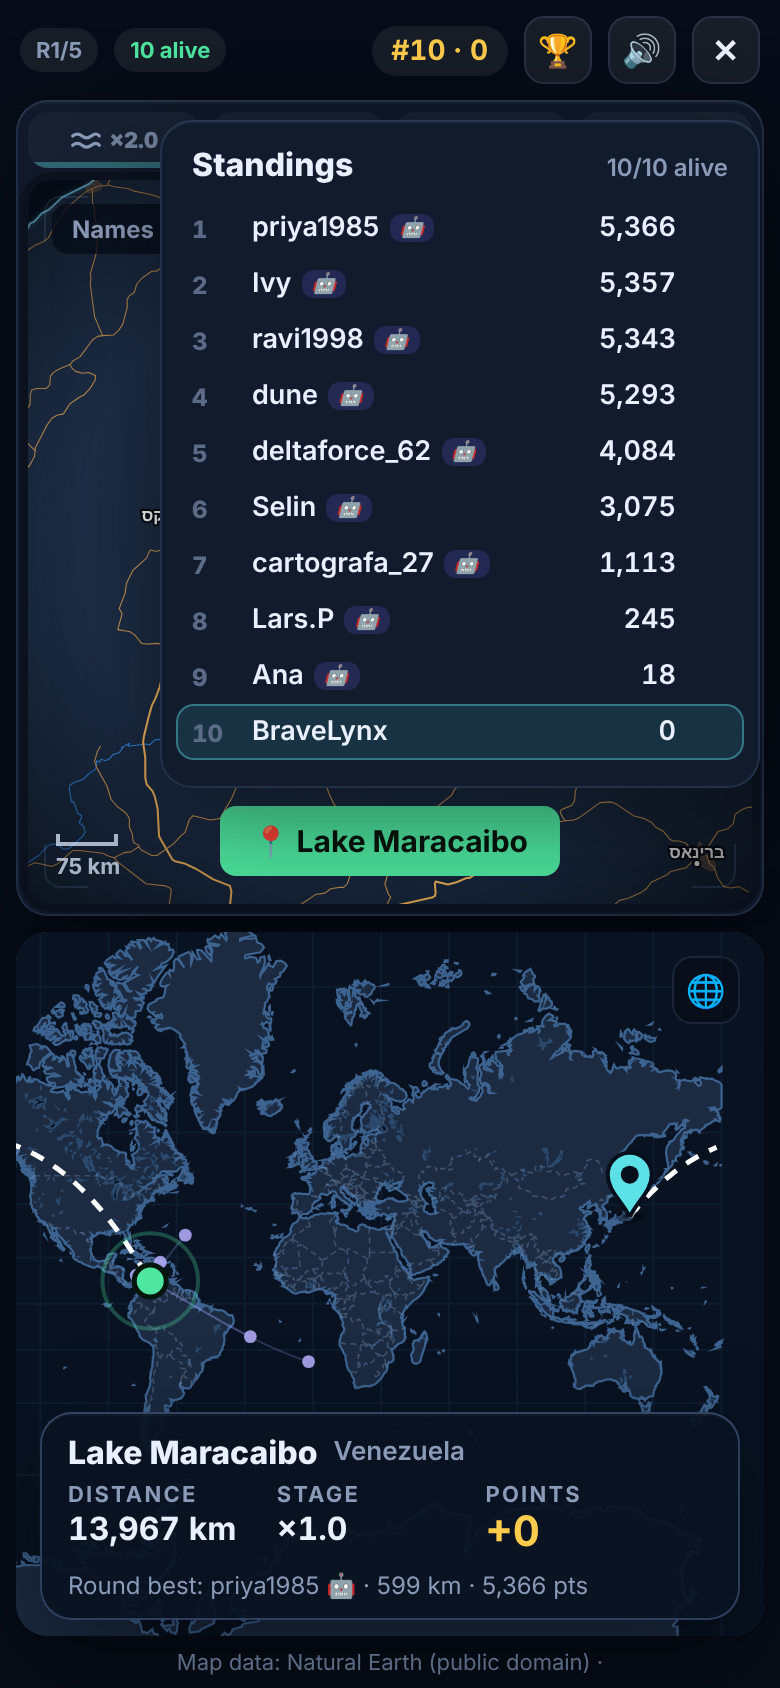 R1/5
10 alive
#10 · 0
×2.0
Standings
10/10 alive
Names
1 priya1985 5,366
2 Ivy 5,357
3 ravi1998 5,343
4 dune 5,293
5 deltaforce_62 4,084
6 Selin 3,075
7 cartografa_27 1,113
8 Lars.P 245
9 Ana 18
10 BraveLynx 0
75 km
Lake Maracaibo
ברינאס
Lake Maracaibo Venezuela
DISTANCE STAGE POINTS
13,967 km ×1.0 +0
Round best: priya1985 · 599 km · 5,366 pts
Map data: Natural Earth (public domain) ·